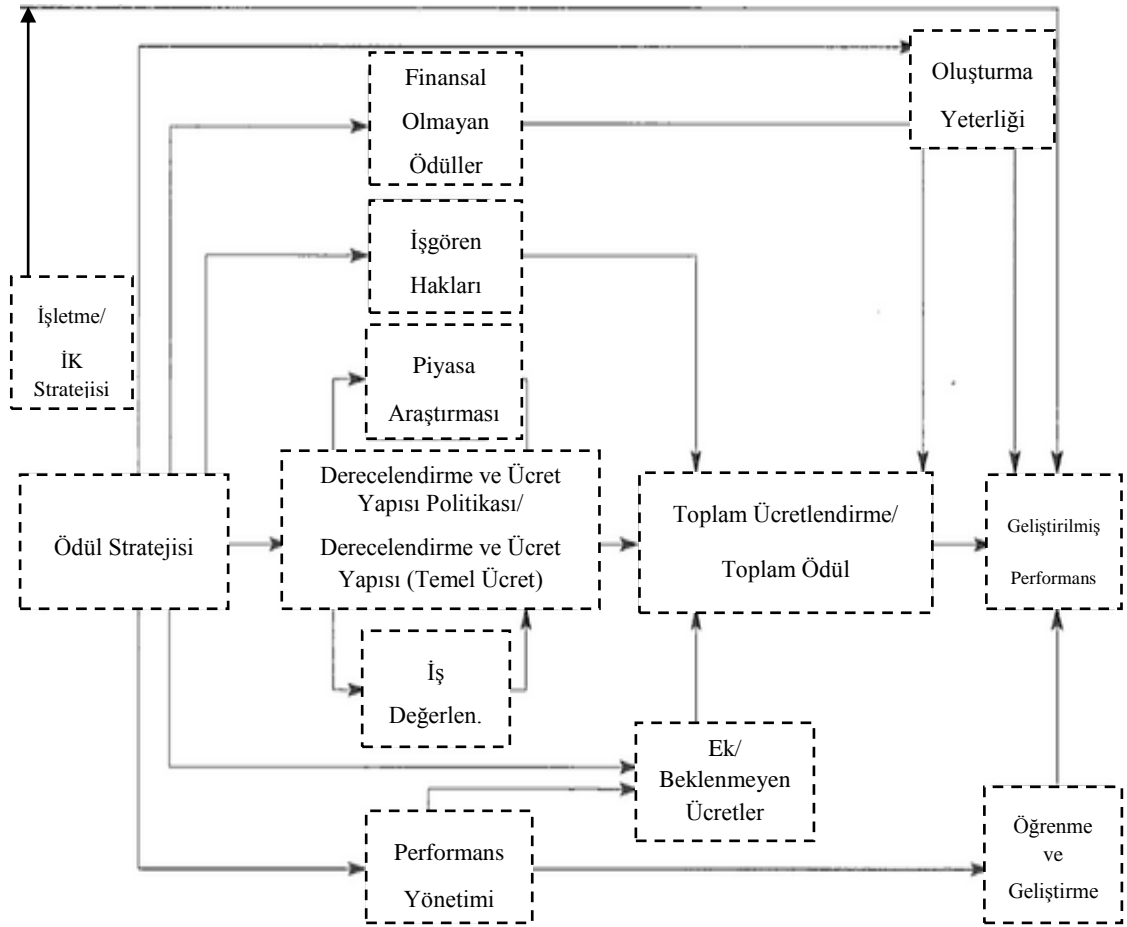 Finansal
Olmayan
Ödüller
Oluşturma
Yeterliği
İşgören
Hakları
İşletme/
İK
Stratejisi
Piyasa
Araştırması
Ödül Stratejisi
Derecelendirme ve Ücret
Yapısı Politikası/
Derecelendirme ve Ücret
Yapısı (Temel Ücret)
Toplam Ücretlendirme/
Toplam Ödül
Geliştirilmiş
Performans
İş
Değerlen.
Ek/
Beklenmeyen
Ücretler
Performans
Yönetimi
Öğrenme
ve
Geliştirme